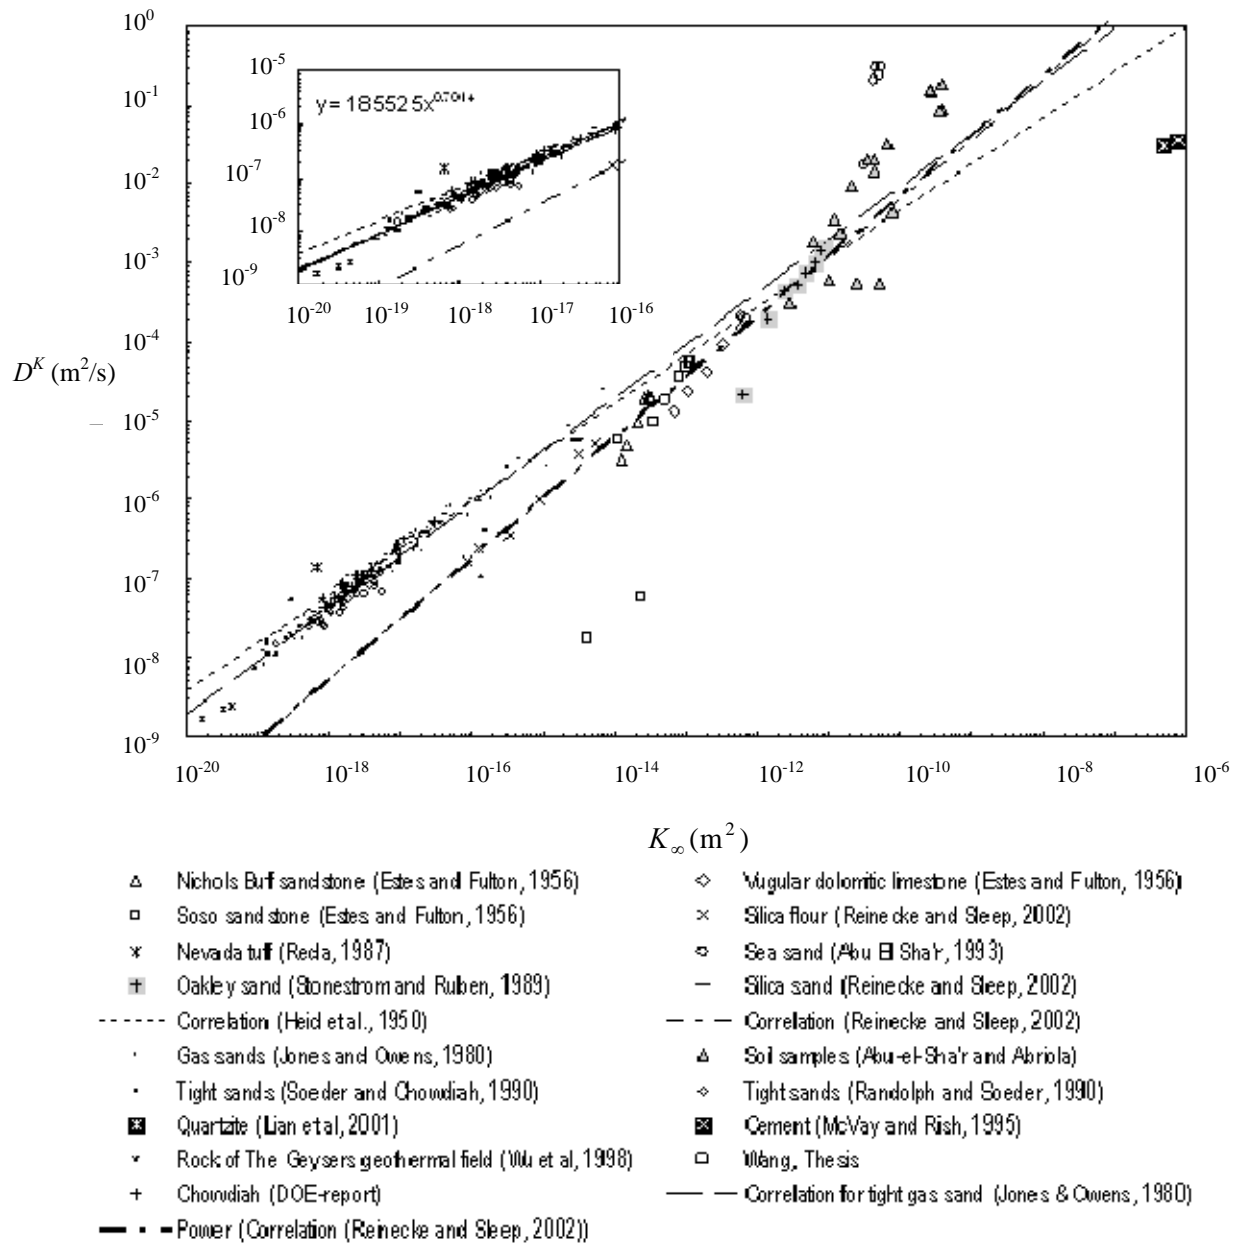 10^0
10^-1
10^-2
10^-3
10^-4
D^K (m^2/s)
10^-5
10^-6
10^-7
10^-8
10^-9
10^-5
10^-6
10^-7
10^-8
10^-9
10^-20 10^-19 10^-18 10^-17 10^-16
10^-20 10^-18 10^-16 10^-14 10^-12 10^-10 10^-8 10^-6
K_∞ (m^2)
Nichols Buff sandstone (Estes and Fulton, 1956)
Vugular dolomitic limestone (Estes and Fulton, 1956)
Soso sandstone (Estes and Fulton, 1956)
Silica flour (Reinecke and Sleep, 2002)
Nevada tuff (Reda, 1987)
Sea sand (Abu El Sha'r, 1993)
Oakley sand (Stonestrom and Ruben, 1989)
Silica sand (Reinecke and Sleep, 2002)
Correlation (Heid et al., 1950)
Correlation (Reinecke and Sleep, 2002)
Gas sands (Jones and Owens, 1980)
Soil samples (Abu-el-Sha'r and Abriola)
Tight sands (Soeder and Chowdiah, 1990)
Tight sands (Randolph and Soeder, 1990)
Quartzite (Lian et al, 2001)
Cement (McVay and Rish, 1995)
Rock of The Geysers geothermal field (Wu et al, 1998)
Wang, Thesis
Chowdiah (DOE-report)
Correlation for tight gas sand (Jones & Owens, 1980)
Power (Correlation (Reinecke and Sleep, 2002))